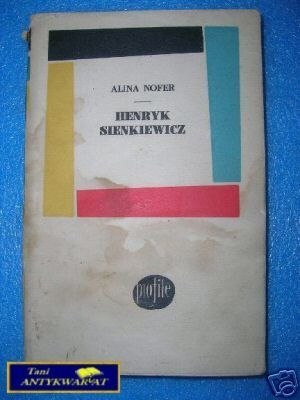 ALINA NOFER
HENRYK
SIENKIEWICZ
profile
Tani
ANTYKWARIAT